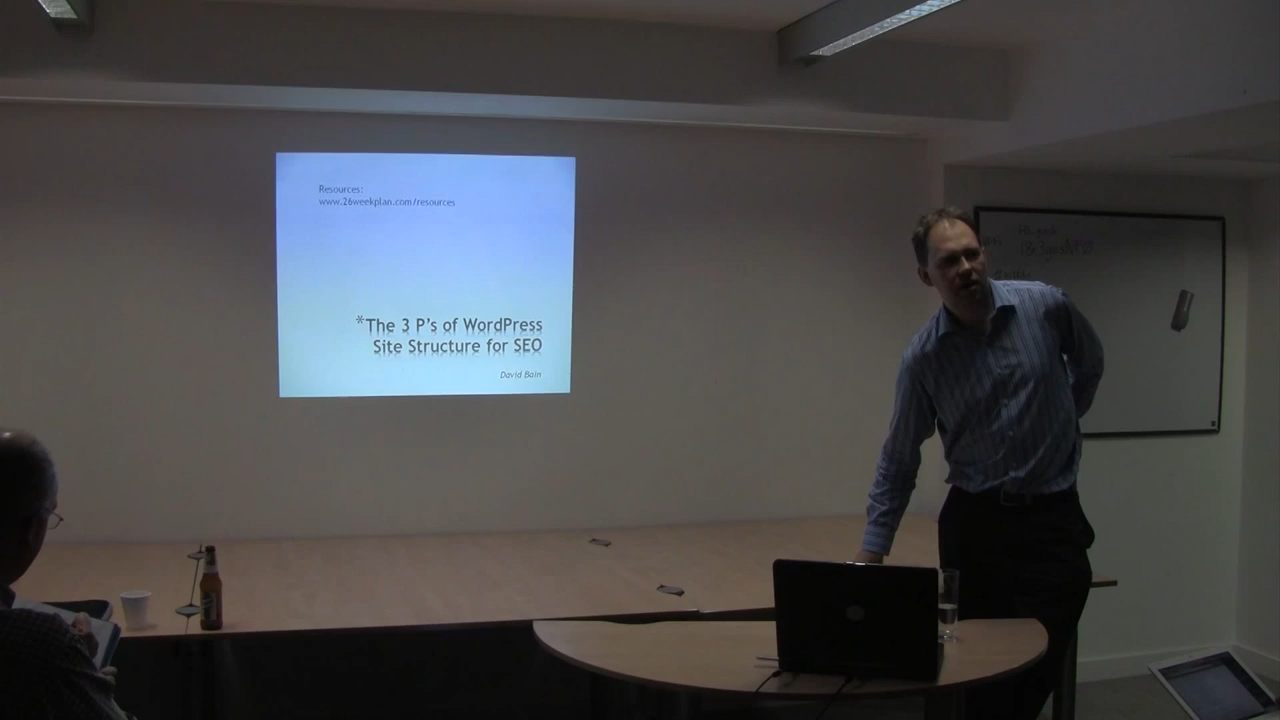 Resources:
www.26weekplan.com/resources
*The 3 P's of WordPress
Site Structure for SEO
David Bain